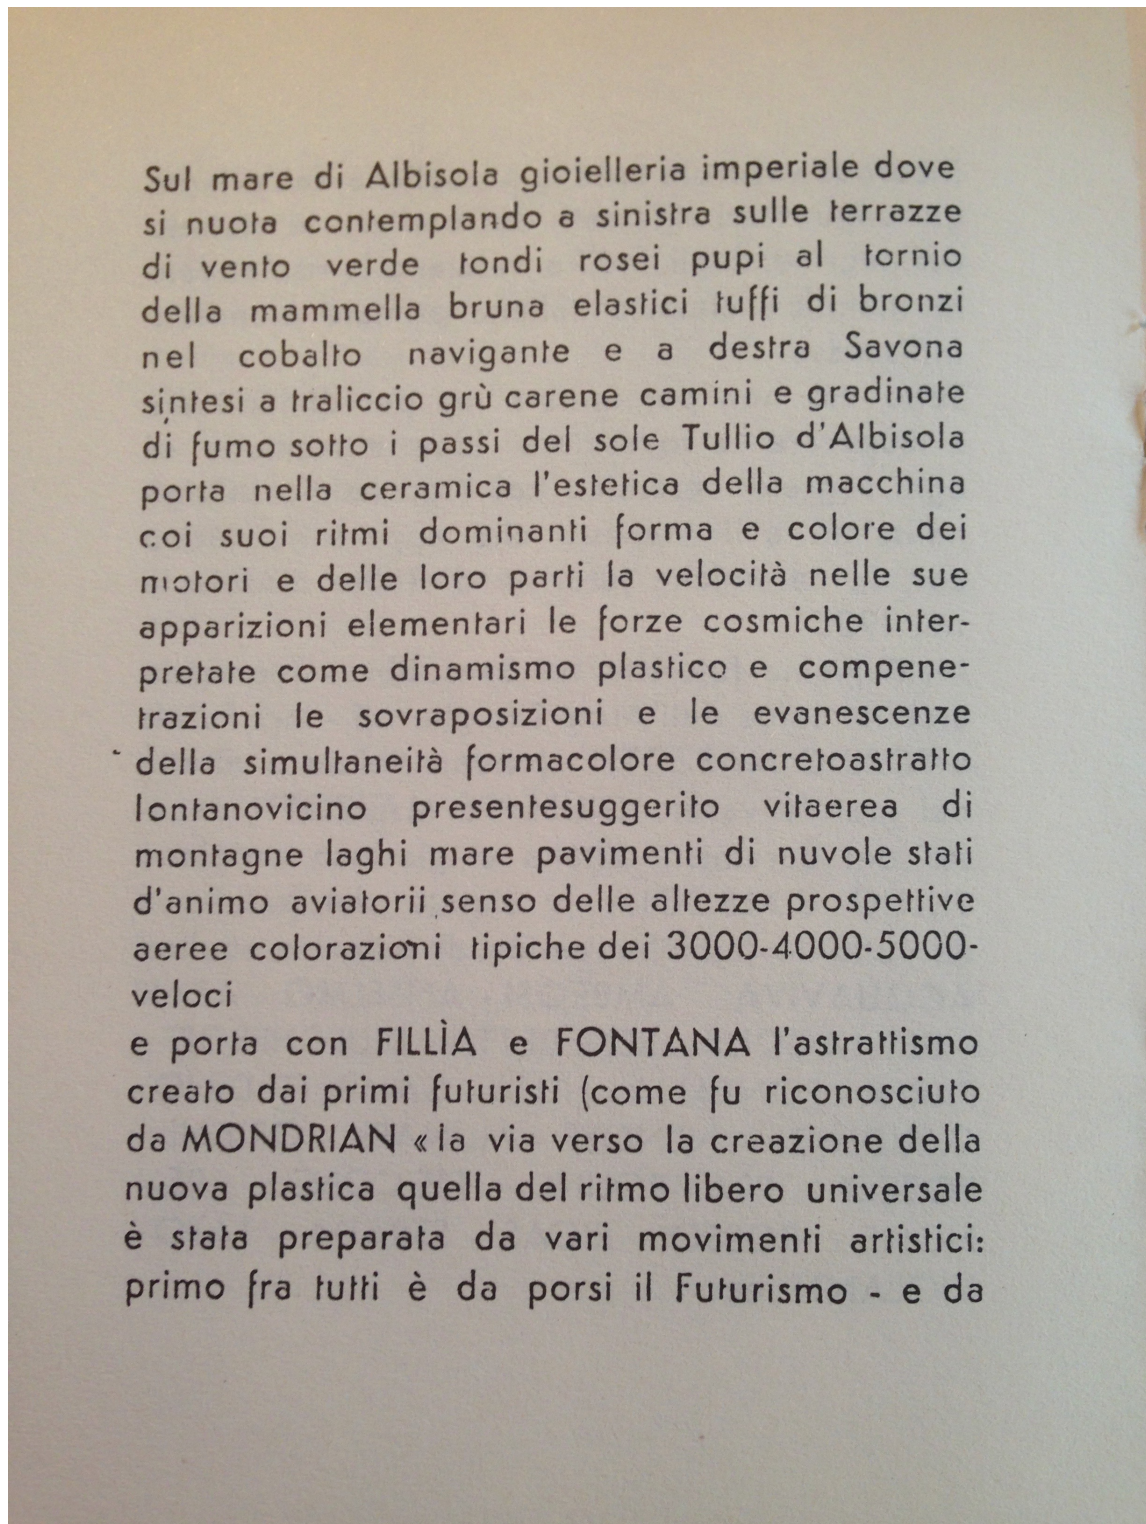 Sul mare di Albisola gioielleria imperiale dove
si nuota contemplando a sinistra sulle terrazze
di vento verde tondi rosei pupi al tornio
della mammella bruna elastici tuffi di bronzi
nel cobalto navigante e a destra Savona
sintesi a traliccio grù carene camini e gradinate
di fumo sotto i passi del sole Tullio d'Albisola
porta nella ceramica l'estetica della macchina
coi suoi ritmi dominanti forma e colore dei
motori e delle loro parti la velocità nelle sue
apparizioni elementari le forze cosmiche inter-
pretate come dinamismo plastico e compene-
trazioni le sovraposizioni e le evanescenze
della simultaneità formacolore concretoastratto
lontanovicino presentesuggerito vitaerea di
montagne laghi mare pavimenti di nuvole stati
d'animo aviatorii senso delle altezze prospettive
aeree colorazioni tipiche dei 3000-4000-5000-
veloci
e porta con FILLÌA e FONTANA l'astrattismo
creato dai primi futuristi (come fu riconosciuto
da MONDRIAN « la via verso la creazione della
nuova plastica quella del ritmo libero universale
è stata preparata da vari movimenti artistici:
primo fra tutti è da porsi il Futurismo - e da